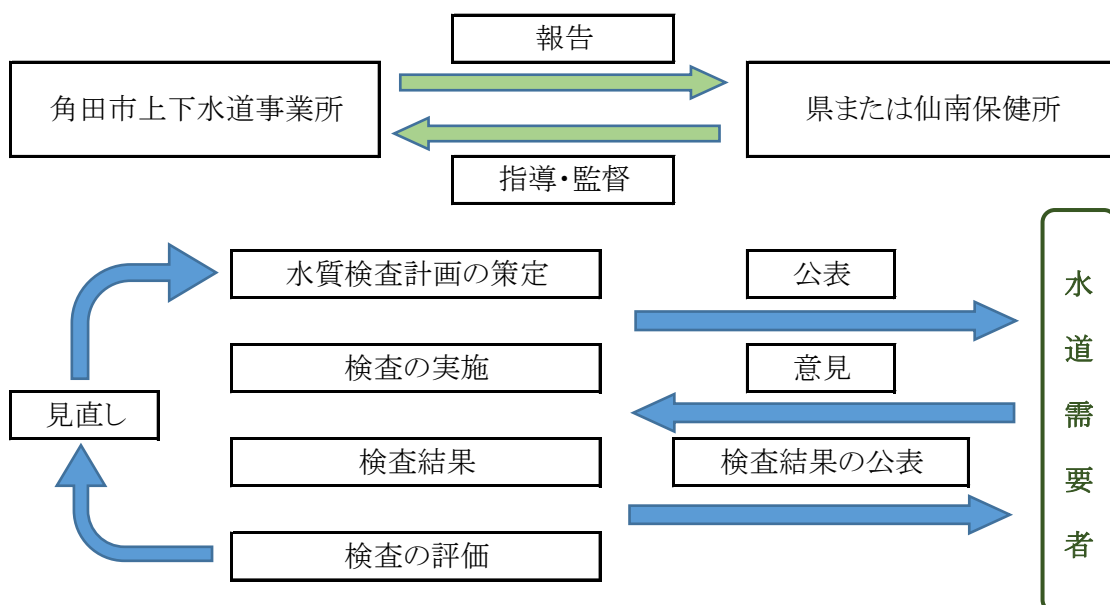 報告
角田市上下水道事業所
県または仙南保健所
指導・監督
水質検査計画の策定
公表
検査の実施
意見
見直し
検査結果
検査結果の公表
検査の評価
水道需要者